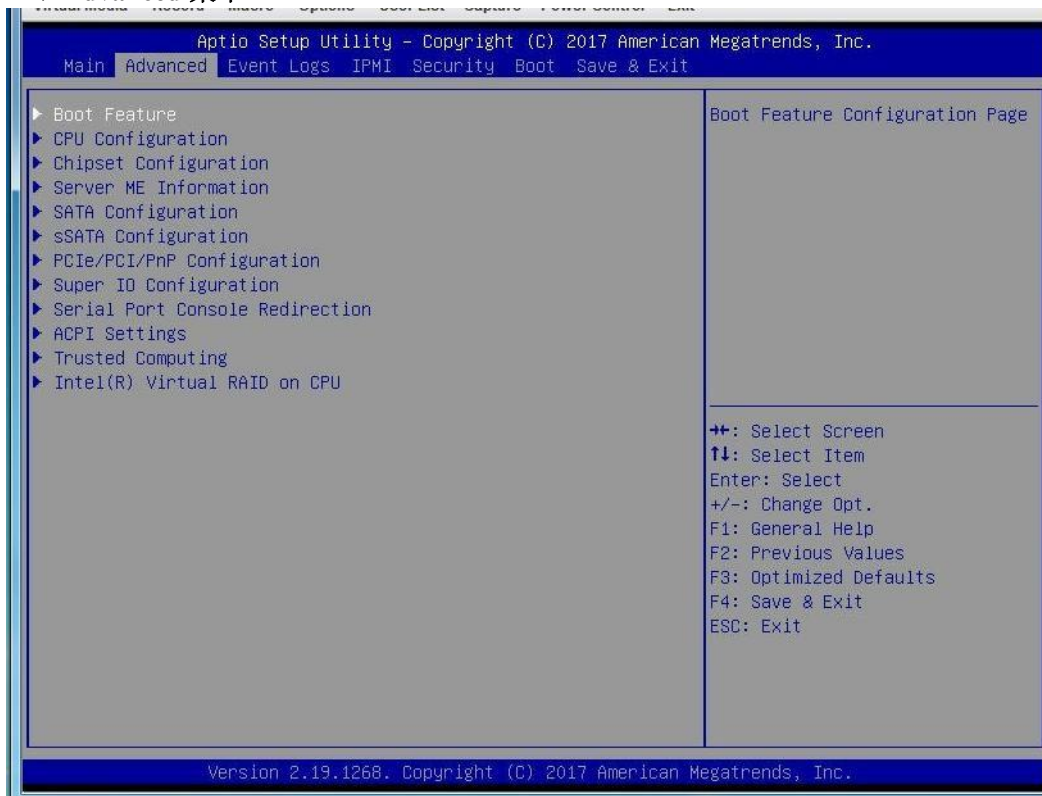 Aptio Setup Utility – Copyright (C) 2017 American Megatrends, Inc.
Main Advanced Event Logs IPMI Security Boot Save & Exit
Boot Feature
CPU Configuration
Chipset Configuration
Server ME Information
SATA Configuration
sSATA Configuration
PCIe/PCI/PnP Configuration
Super IO Configuration
Serial Port Console Redirection
ACPI Settings
Trusted Computing
Intel(R) Virtual RAID on CPU
Boot Feature Configuration Page
→←: Select Screen
↑↓: Select Item
Enter: Select
+/-: Change Opt.
F1: General Help
F2: Previous Values
F3: Optimized Defaults
F4: Save & Exit
ESC: Exit
Version 2.19.1268. Copyright (C) 2017 American Megatrends, Inc.